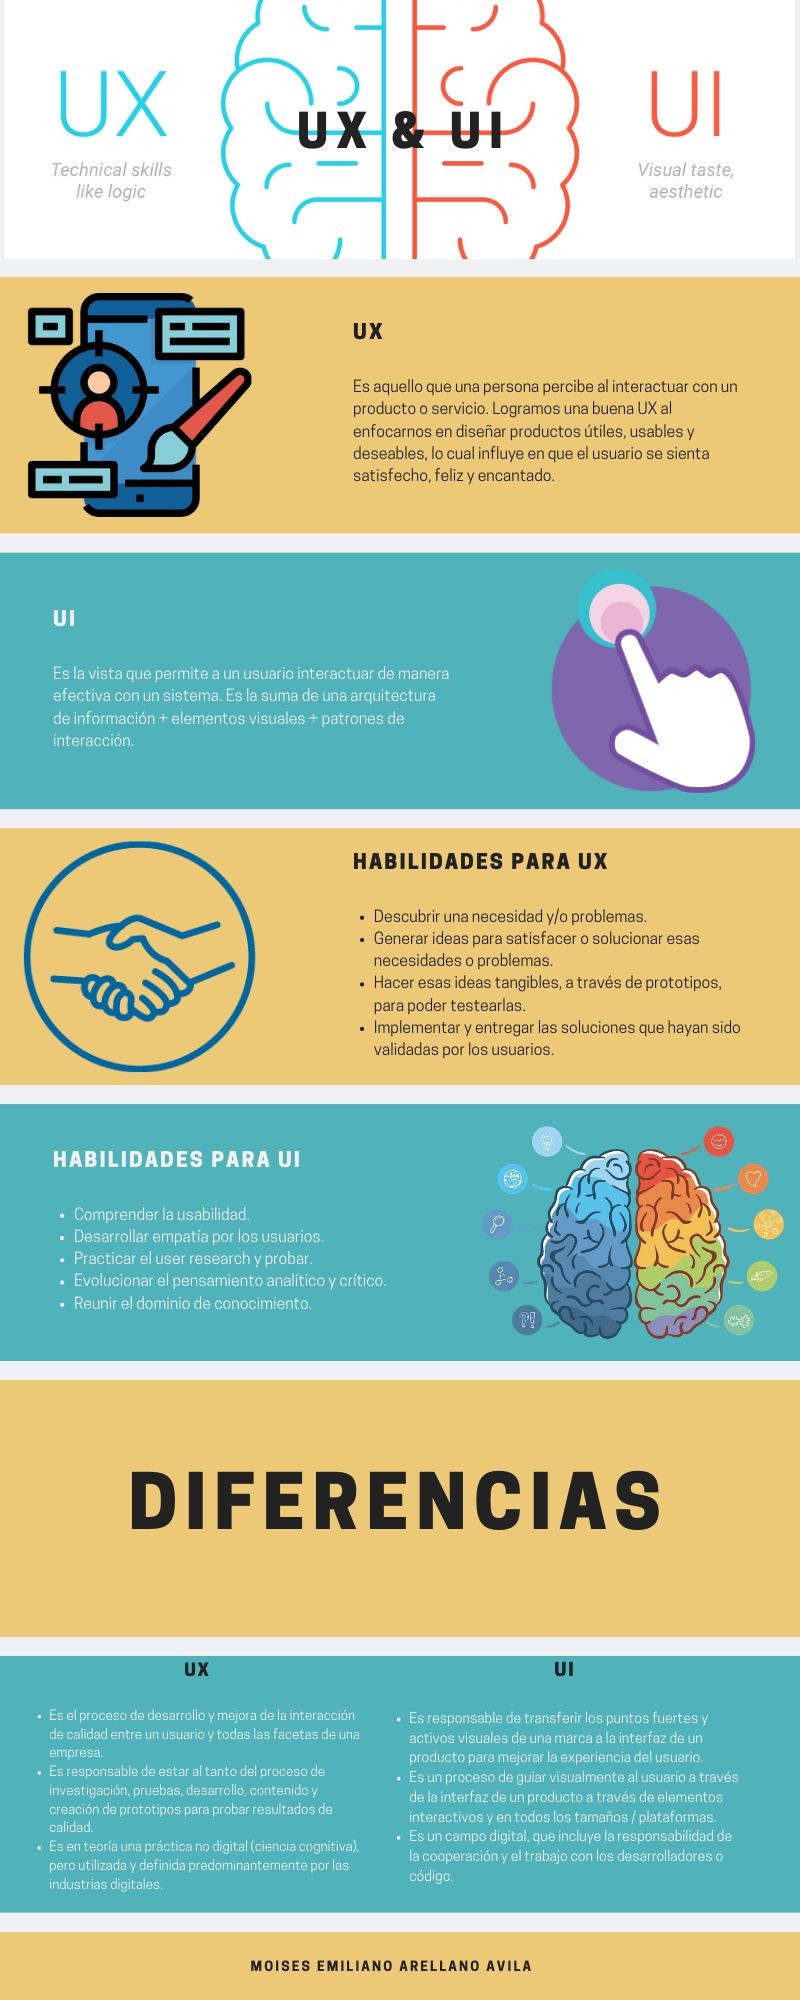 UX
Technical skills
like logic
UX & UI
UI
Visual taste,
aesthetic
UX
Es aquello que una persona percibe al interactuar con un
producto o servicio. Logramos una buena UX al
enfocarnos en diseñar productos útiles, usables y
deseables, lo cual influye en que el usuario se sienta
satisfecho, feliz y encantado.
UI
Es la vista que permite a un usuario interactuar de manera
efectiva con un sistema. Es la suma de una arquitectura
de información + elementos visuales + patrones de
interacción.
HABILIDADES PARA UX
• Descubrir una necesidad y/o problemas.
• Generar ideas para satisfacer o solucionar esas
necesidades o problemas.
• Hacer esas ideas tangibles, a través de prototipos,
para poder testearlas.
• Implementar y entregar las soluciones que hayan sido
validadas por los usuarios.
HABILIDADES PARA UI
• Comprender la usabilidad.
• Desarrollar empatía por los usuarios.
• Practicar el user research y probar.
• Evolucionar el pensamiento analítico y crítico.
• Reunir el dominio de conocimiento.
?!
DIFERENCIAS
UX
• Es el proceso de desarrollo y mejora de la interacción
de calidad entre un usuario y todas las facetas de una
empresa.
• Es responsable de estar al tanto del proceso de
investigación, pruebas, desarrollo, contenido y
creación de prototipos para probar resultados de
calidad.
• Es en teoría una práctica no digital (ciencia cognitiva),
pero utilizada y definida predominantemente por las
industrias digitales.
UI
• Es responsable de transferir los puntos fuertes y
activos visuales de una marca a la interfaz de un
producto para mejorar la experiencia del usuario.
• Es un proceso de guiar visualmente al usuario a través
de la interfaz de un producto a través de elementos
interactivos y en todos los tamaños / plataformas.
• Es un campo digital, que incluye la responsabilidad de
la cooperación y el trabajo con los desarrolladores o
código.
MOISES EMILIANO ARELLANO AVILA